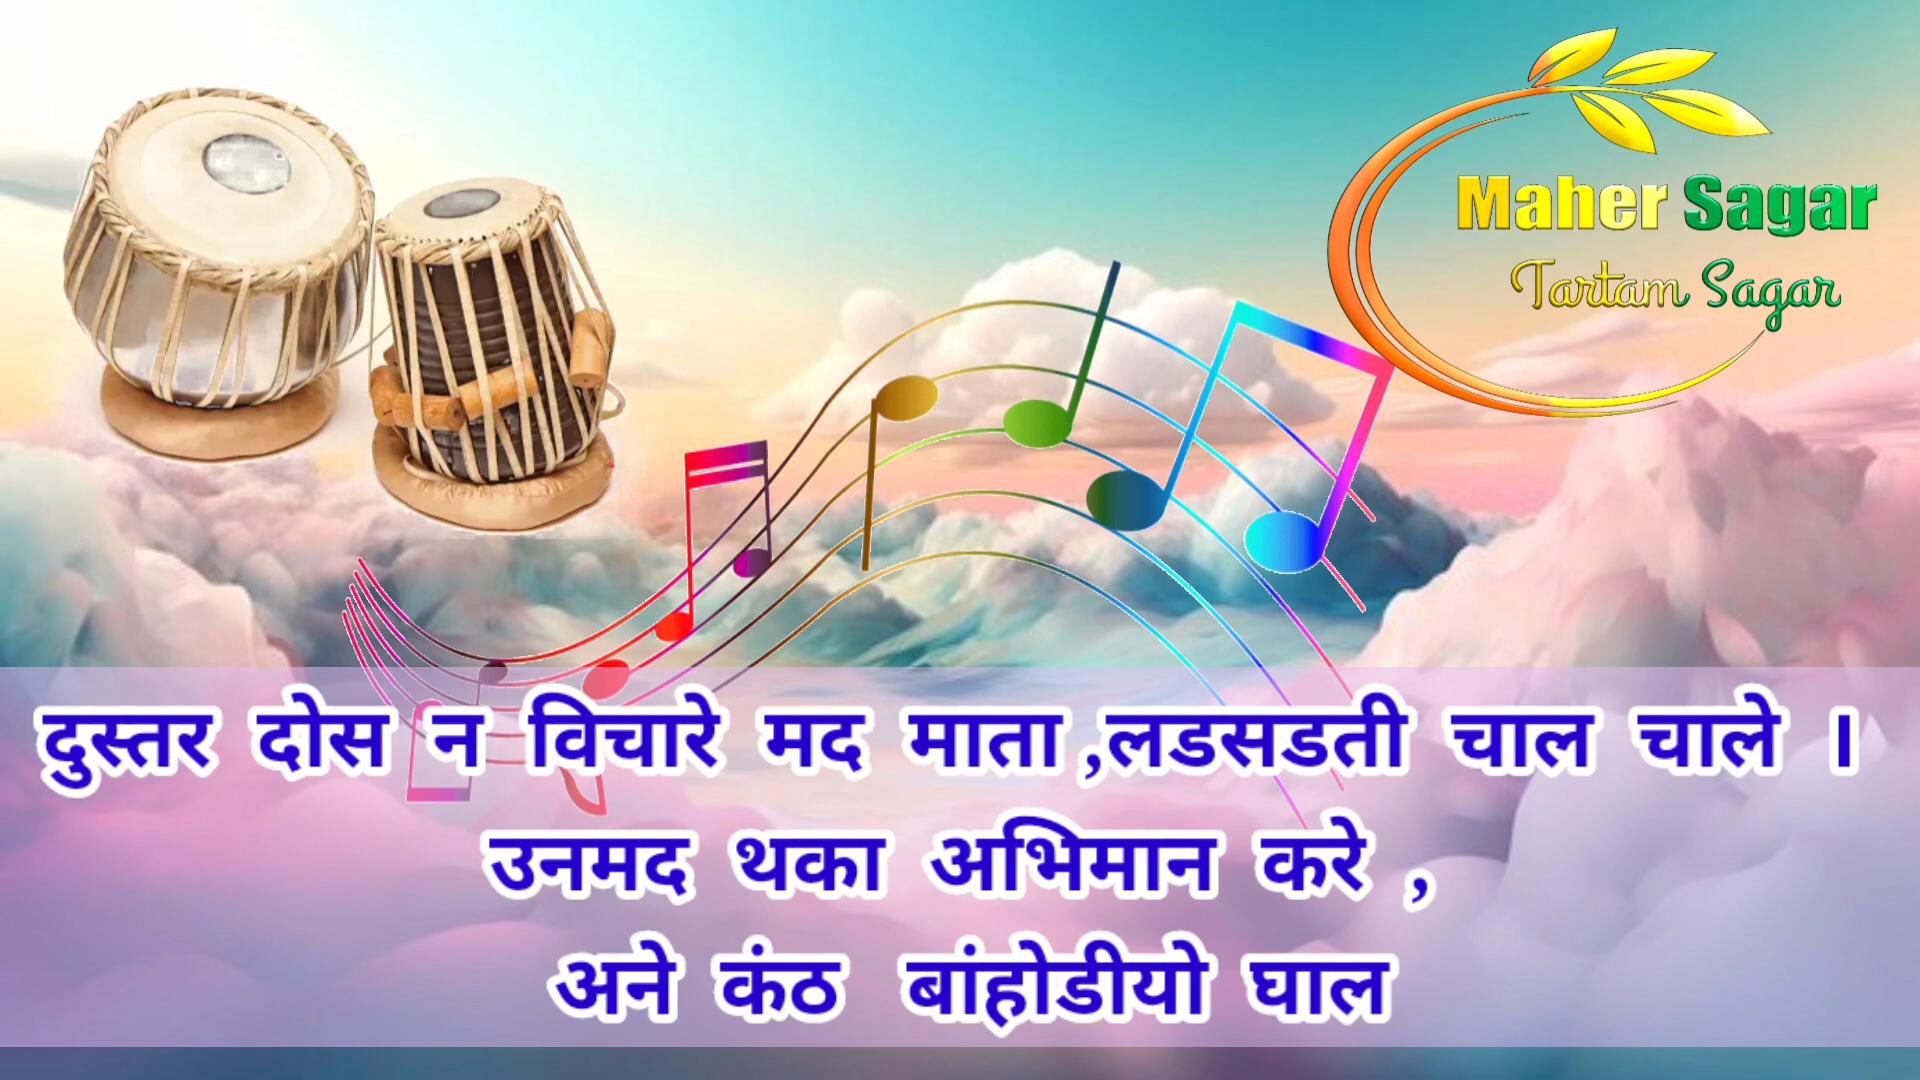 Maher Sagar
Tartam Sagar
दुस्तर दोस न विचारे मद माता ,लडसडती चाल चाले ।
उनमद थका अभिमान करे ,
अने कंठ बांहोडीयो घाल